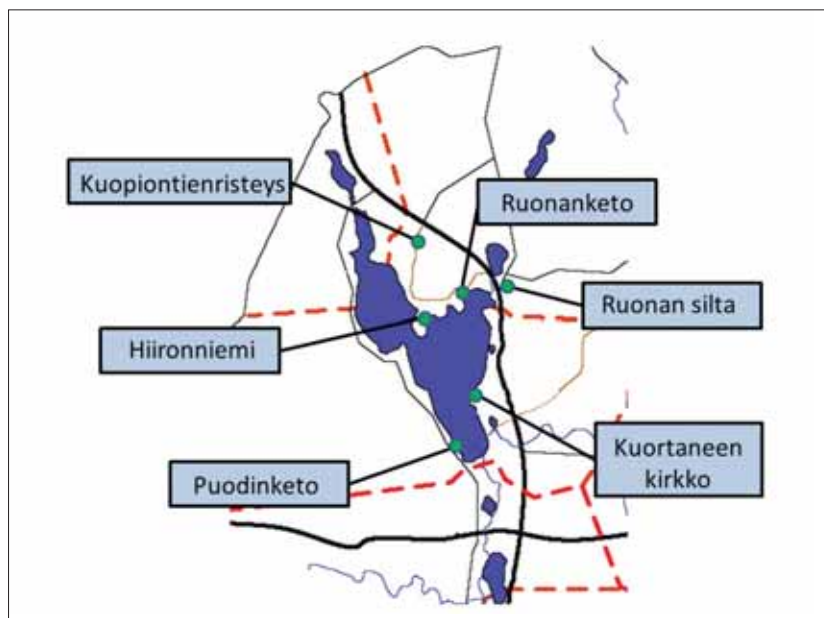 Kuopiontienristeys
Ruonanketo
Ruonan silta
Hiironniemi
Kuortaneen
kirkko
Puodinketo